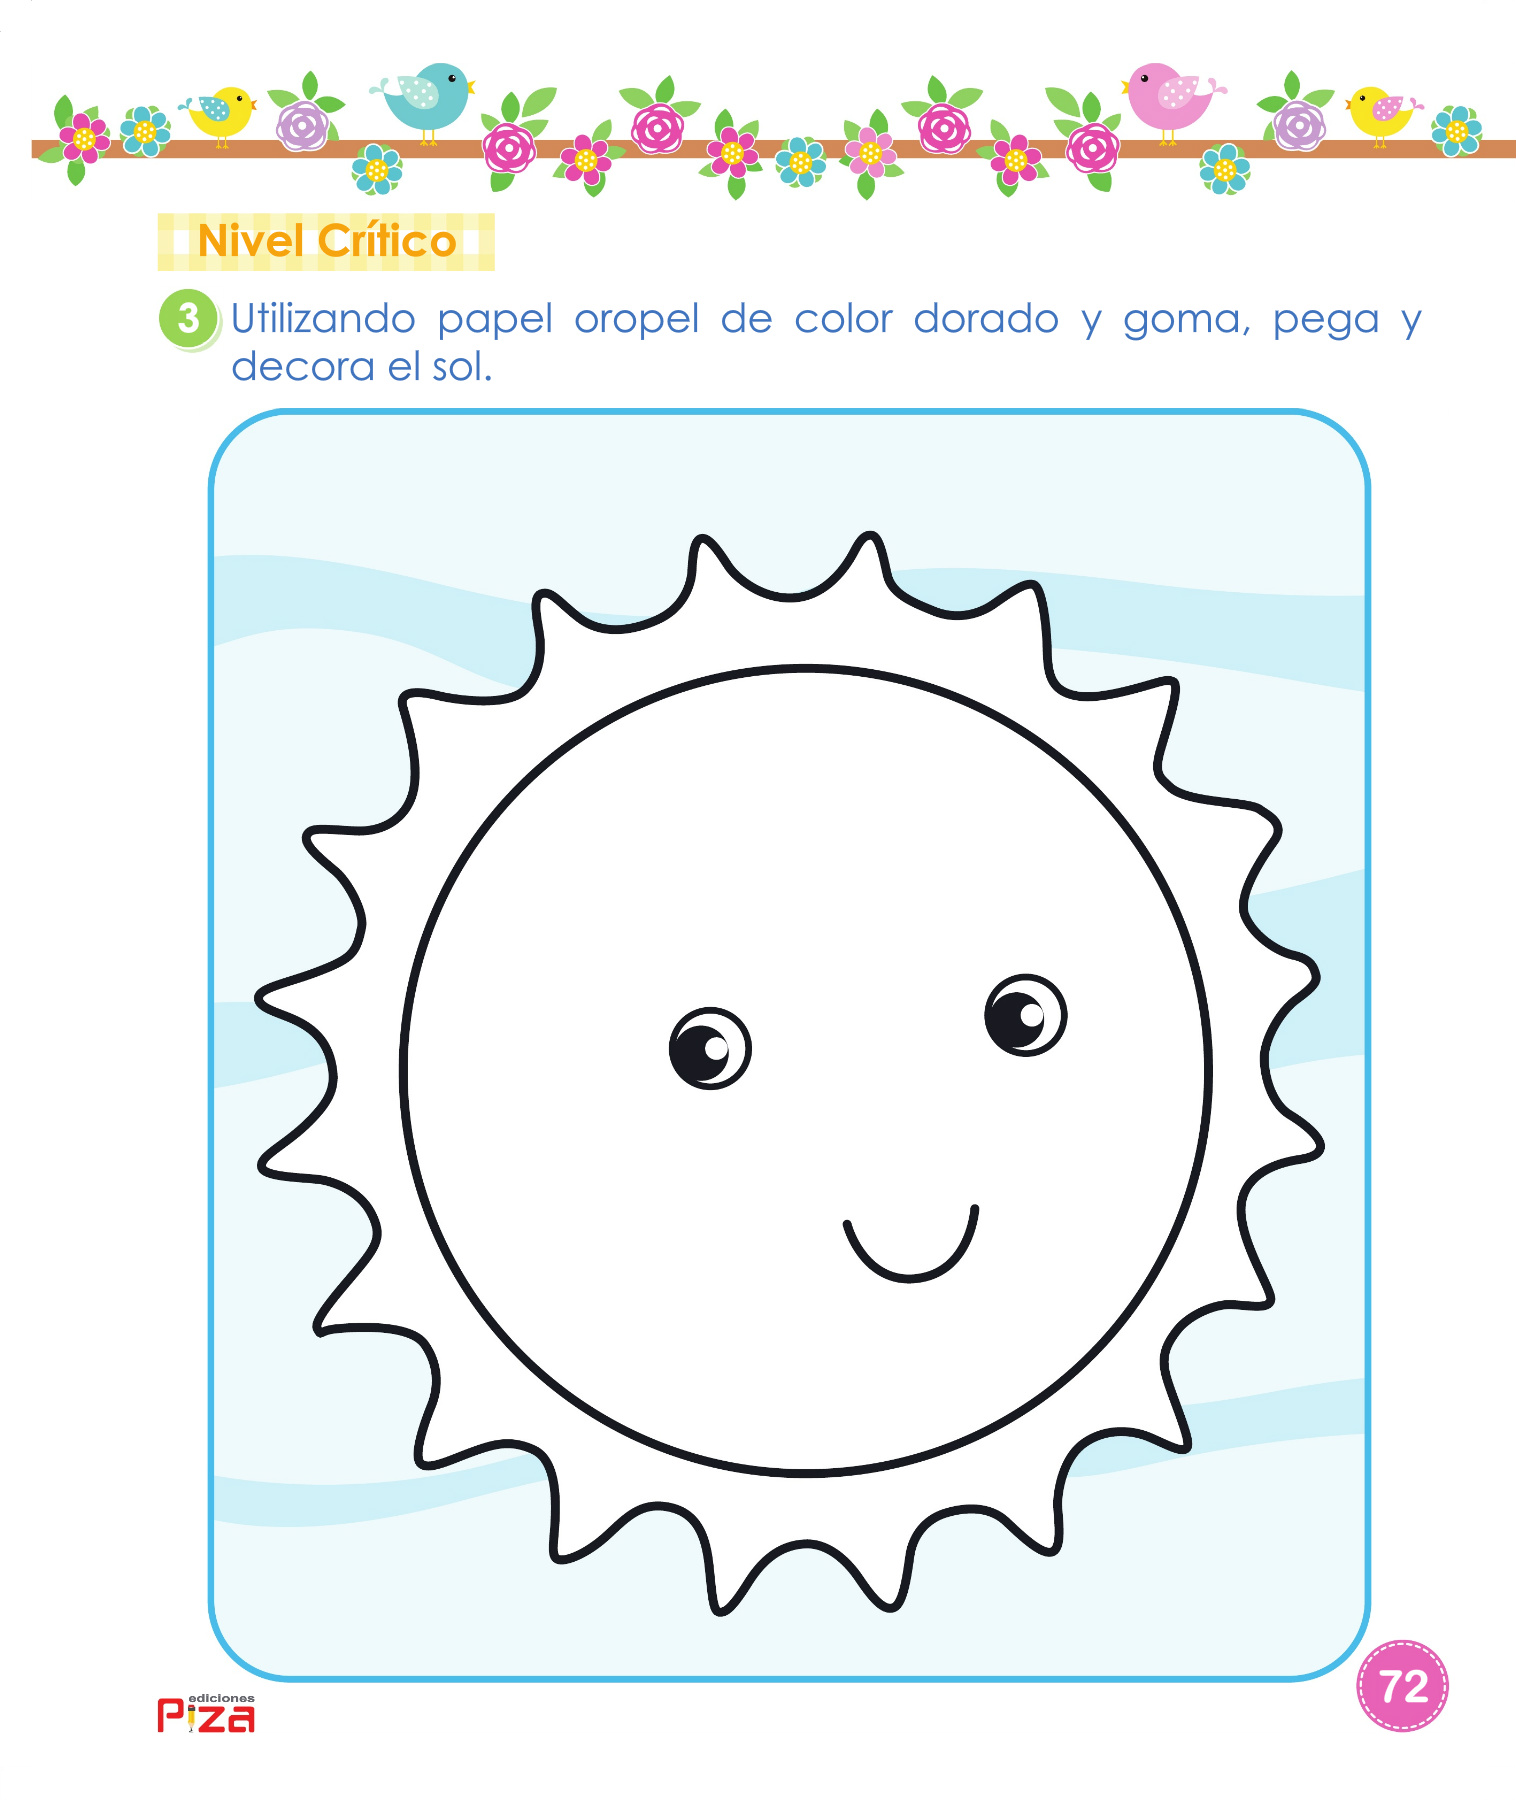 Nivel Crítico
3 Utilizando papel oropel de color dorado y goma, pega y
decora el sol.
ediciones
Piza
72